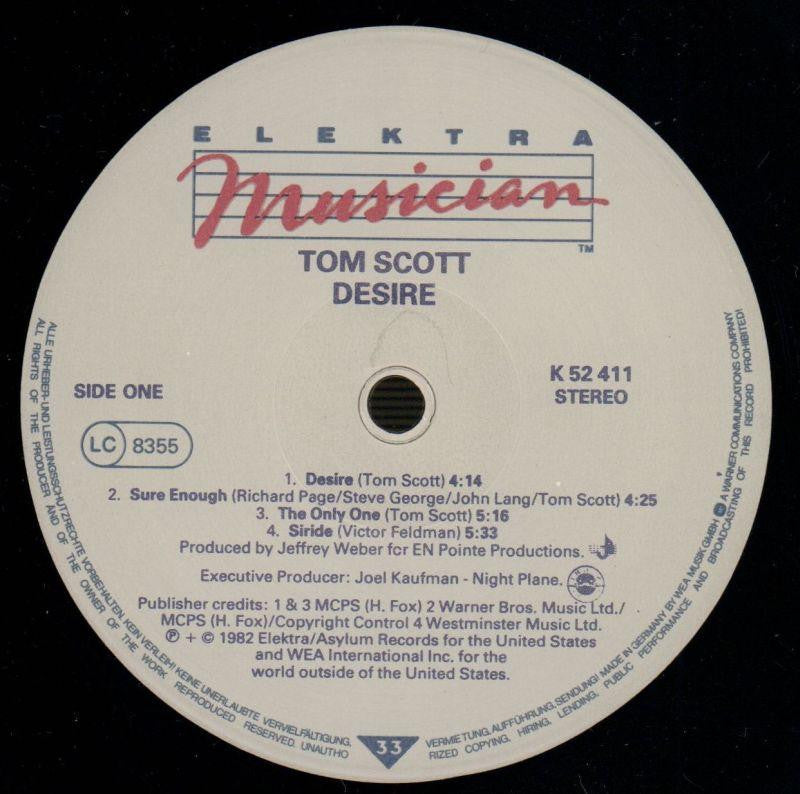 ELEKTRA
Musician
TM
TOM SCOTT
DESIRE
SIDE ONE
K 52 411
STEREO
LC 8355
1. Desire (Tom Scott) 4:14
2. Sure Enough (Richard Page/Steve George/John Lang/Tom Scott) 4:25
3. The Only One (Tom Scott) 5:16
4. Siride (Victor Feldman) 5:33
Produced by Jeffrey Weber fcr EN Pointe Productions.
Executive Producer: Joel Kaufman - Night Plane.
Publisher credits: 1 & 3 MCPS (H. Fox) 2 Warner Bros. Music Ltd./
MCPS (H. Fox)/Copyright Control 4 Westminster Music Ltd.
℗ + © 1982 Elektra/Asylum Records for the United States
and WEA International Inc. for the
world outside of the United States.
ALLE URHEBER-UND LEISTUNGSSCHUTZRECHTE VORBEHALTEN. KEIN VERLEIH! KEINE UNERLAUBTE VERVIELFÄLTIGUNG,
VERMIETUNG, AUFFÜHRUNG, SENDUNG! MADE IN GERMANY BY WEA MUSIK GMBH A WARNER COMMUNICATIONS COMPANY
ALL RIGHTS OF THE PRODUCER AND OF THE OWNER OF THE WORK REPRODUCED RESERVED. UNAUTHO
RIZED COPYING, HIRING, LENDING, PUBLIC PERFORMANCE AND BROADCASTING OF THIS RECORD PROHIBITED!
33